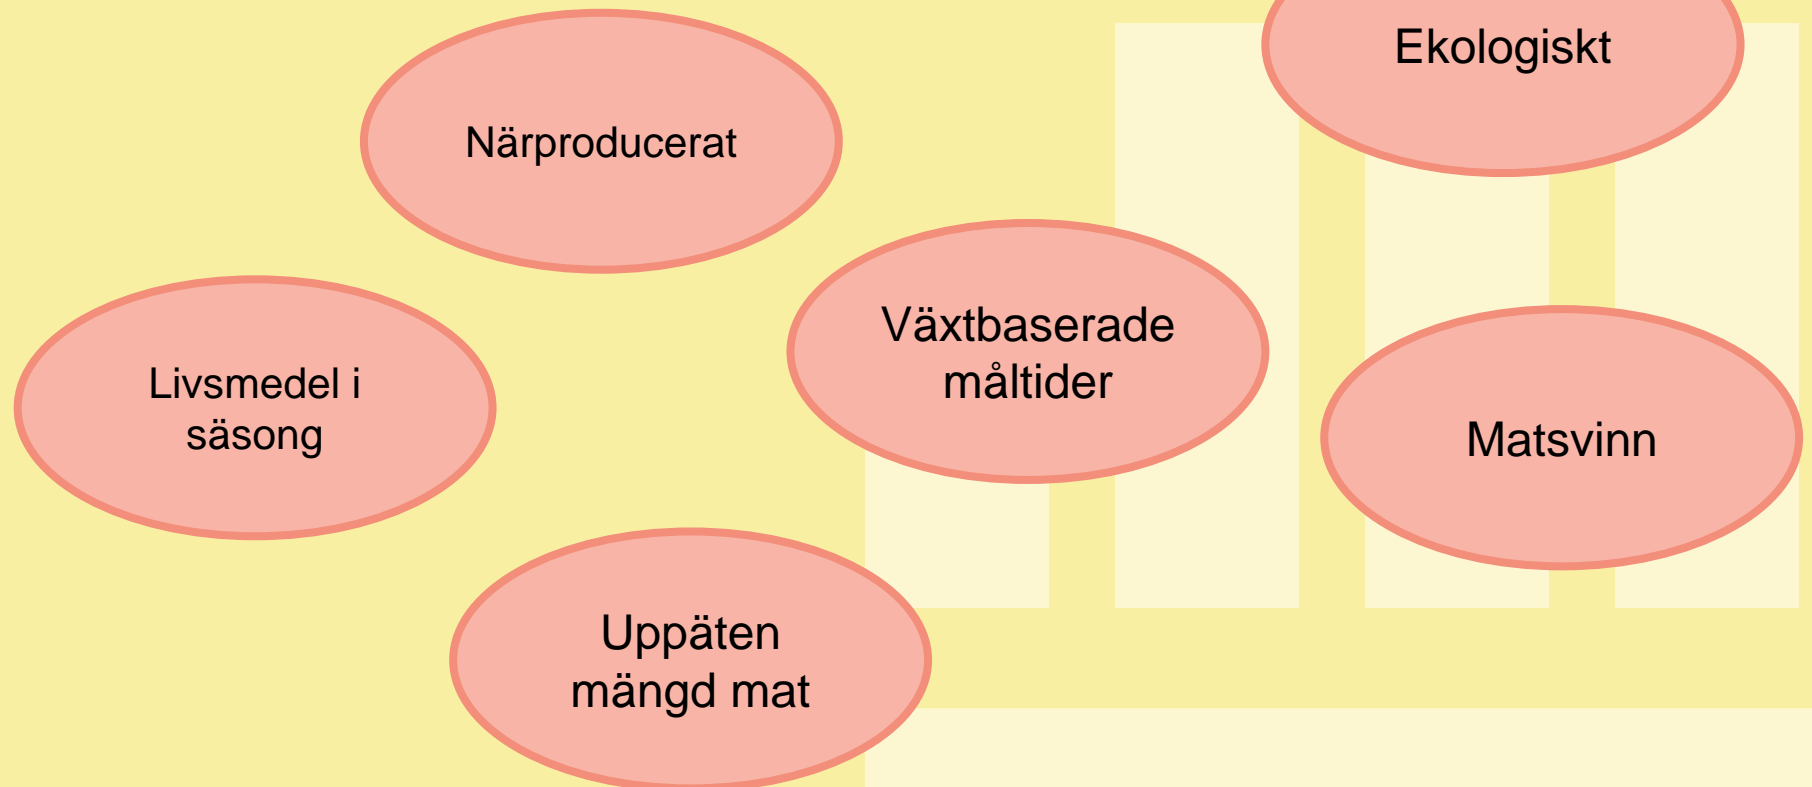 Ekologiskt
Närproducerat
Växtbaserade
måltider
Livsmedel i
säsong
Matsvinn
Uppäten
mängd mat